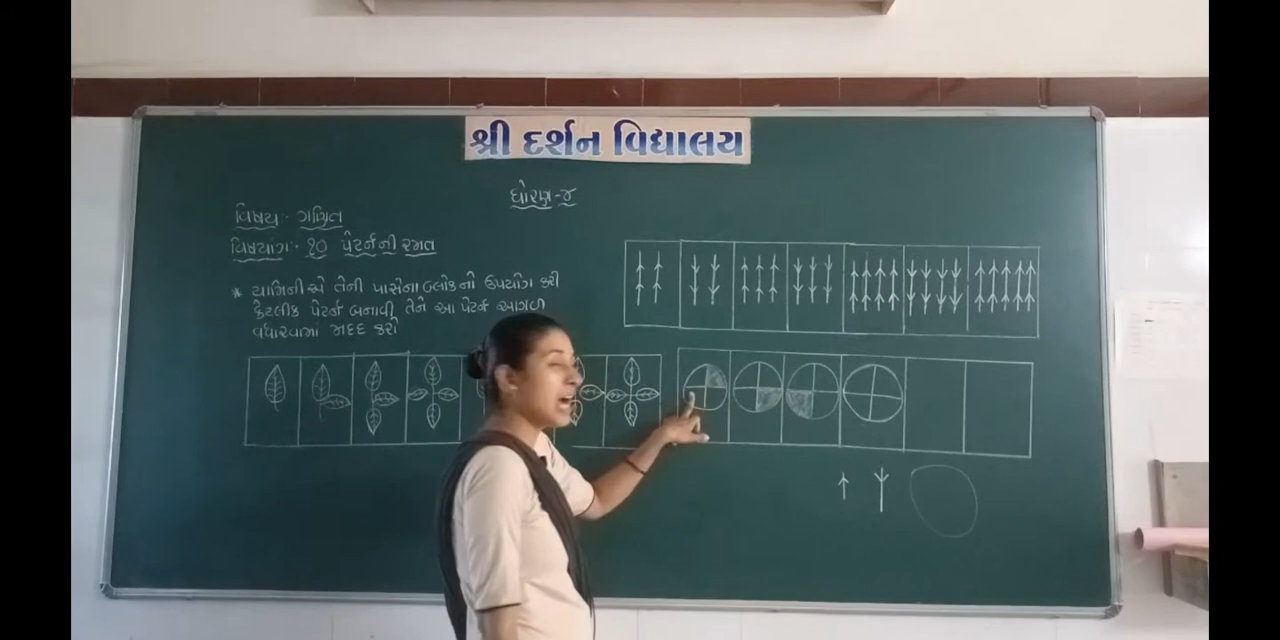 શ્રી દર્શન વિદ્યાલય
ધોરણ-૪
વિષય:- ગણિત
વિષયાંગ:- ૧૦ પેટર્નની રમત
* યામિનીએ તેની પાસેના બ્લોકનો ઉપયોગ કરી
કેટલીક પેટર્ન બનાવી તેને આ પેટર્ન આગળ
વધારવામાં મદદ કરો